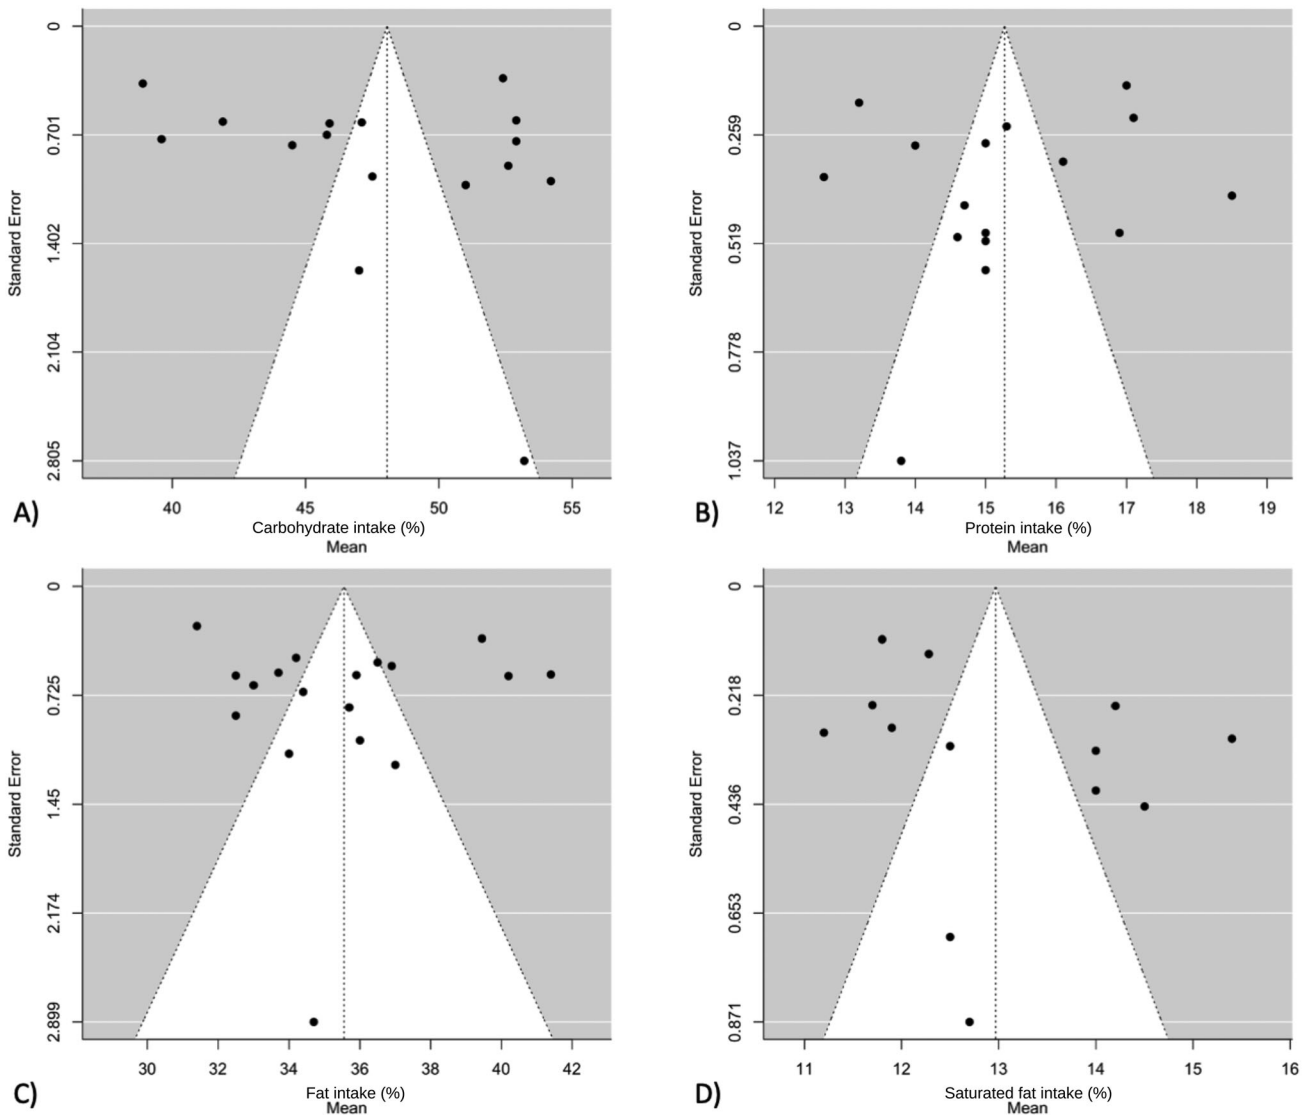 0
0.701
1.402
2.104
2.805
Standard Error
40
45
50
55
A)
Carbohydrate intake (%)
Mean
0
0.259
0.519
0.778
1.037
Standard Error
12
13
14
15
16
17
18
19
B)
Protein intake (%)
Mean
0
0.725
1.45
2.174
2.899
Standard Error
30
32
34
36
38
40
42
C)
Fat intake (%)
Mean
0
0.218
0.436
0.653
0.871
Standard Error
11
12
13
14
15
16
D)
Saturated fat intake (%)
Mean